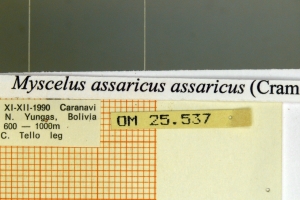 Myscelus assaricus assaricus (Cram
XI-XII-1990 Caranavi
N. Yungas, Bolivia
600 — 1000m
C. Tello leg
OM 25.537